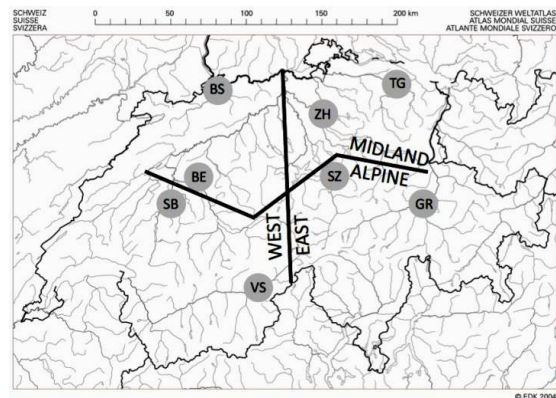 SCHWEIZ
SUISSE
SVIZZERA
0 50 100 150 200 km
SCHWEIZER WELTATLAS
ATLAS MONDIAL SUISSE
ATLANTE MONDIALE SVIZZERO
BS
TG
ZH
MIDLAND
ALPINE
BE
SZ
SB
GR
WEST
EAST
VS
© EDK 2004